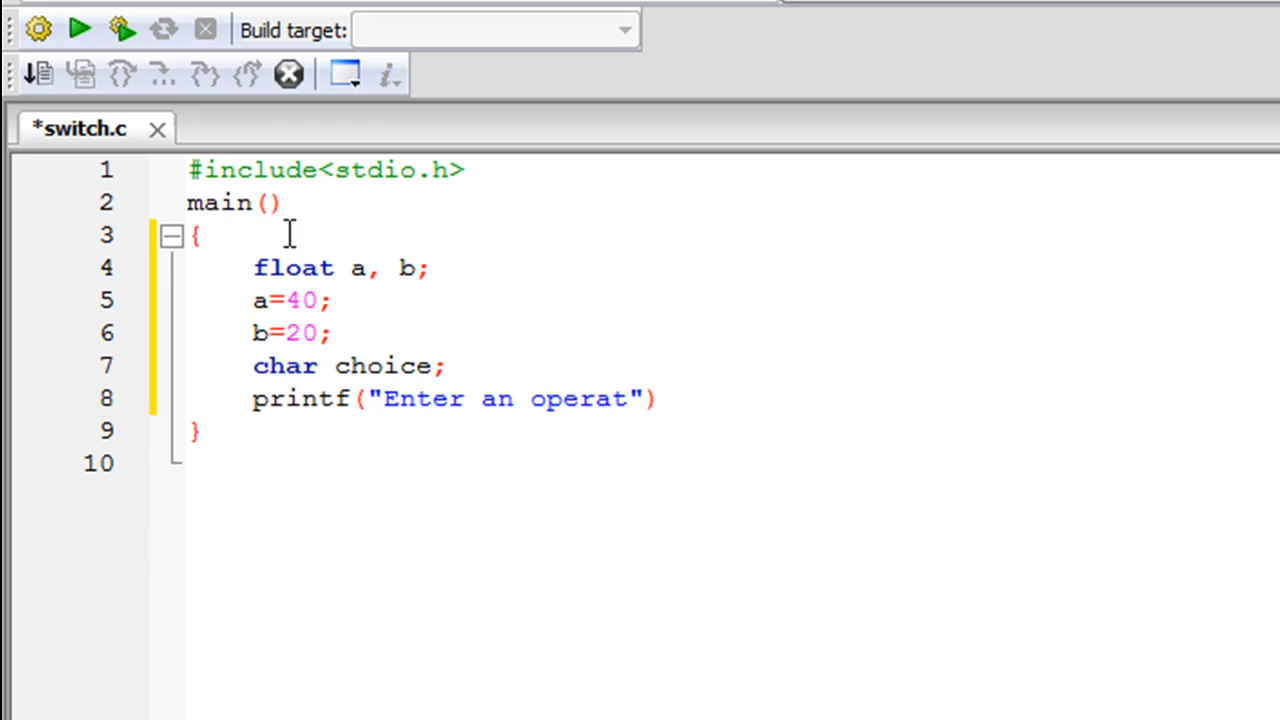 Build target:
*switch.c
1 #include<stdio.h>
2 main()
3 {
4 float a, b;
5 a=40;
6 b=20;
7 char choice;
8 printf("Enter an operat")
9 }
10